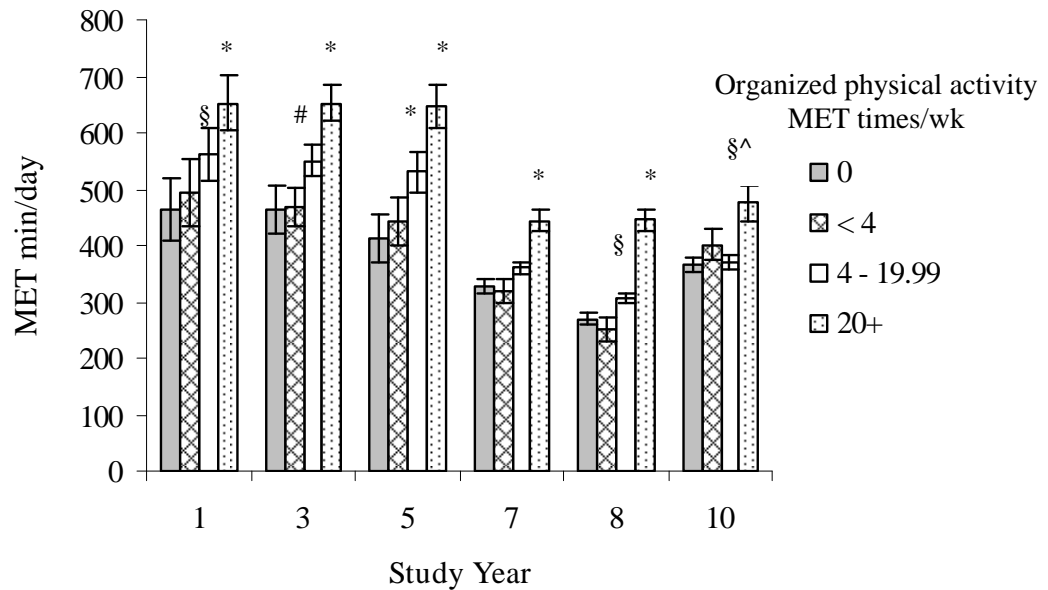 MET min/day
800
700
600
500
400
300
200
100
0
* * *
§ # *
* *
§
§^
1 3 5 7 8 10
Study Year
Organized physical activity
MET times/wk
0
< 4
4 - 19.99
20+